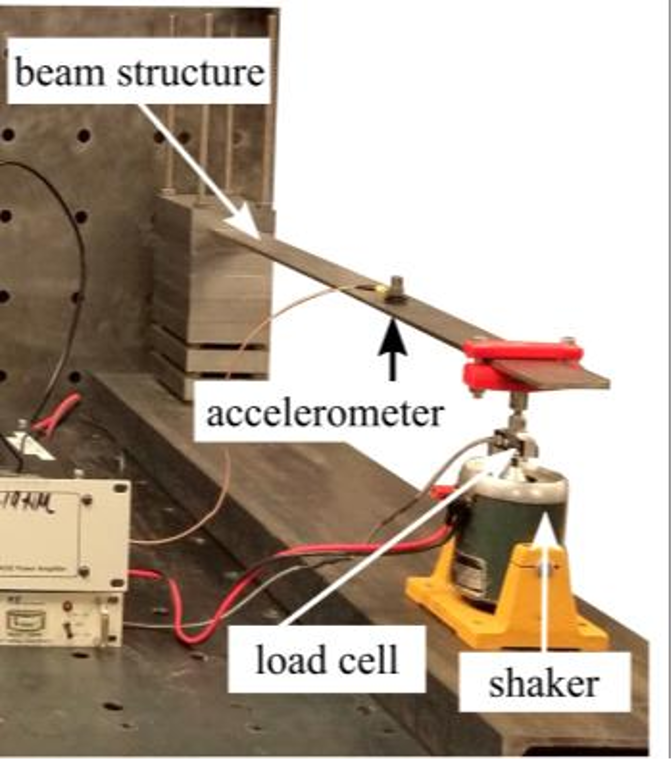 beam structure
accelerometer
load cell
shaker